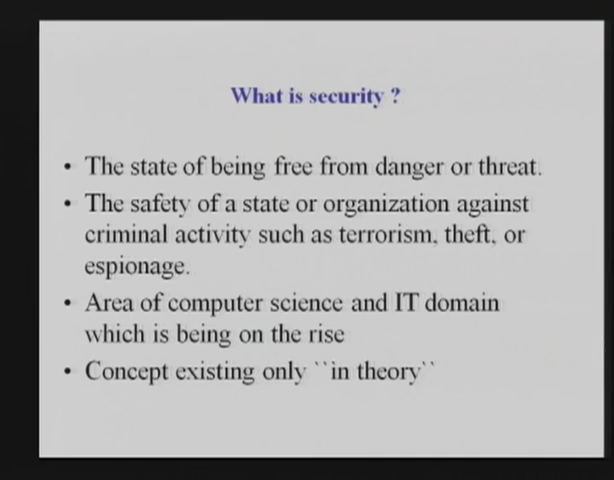 What is security ?
• The state of being free from danger or threat.
• The safety of a state or organization against
criminal activity such as terrorism, theft, or
espionage.
• Area of computer science and IT domain
which is being on the rise
• Concept existing only ``in theory``